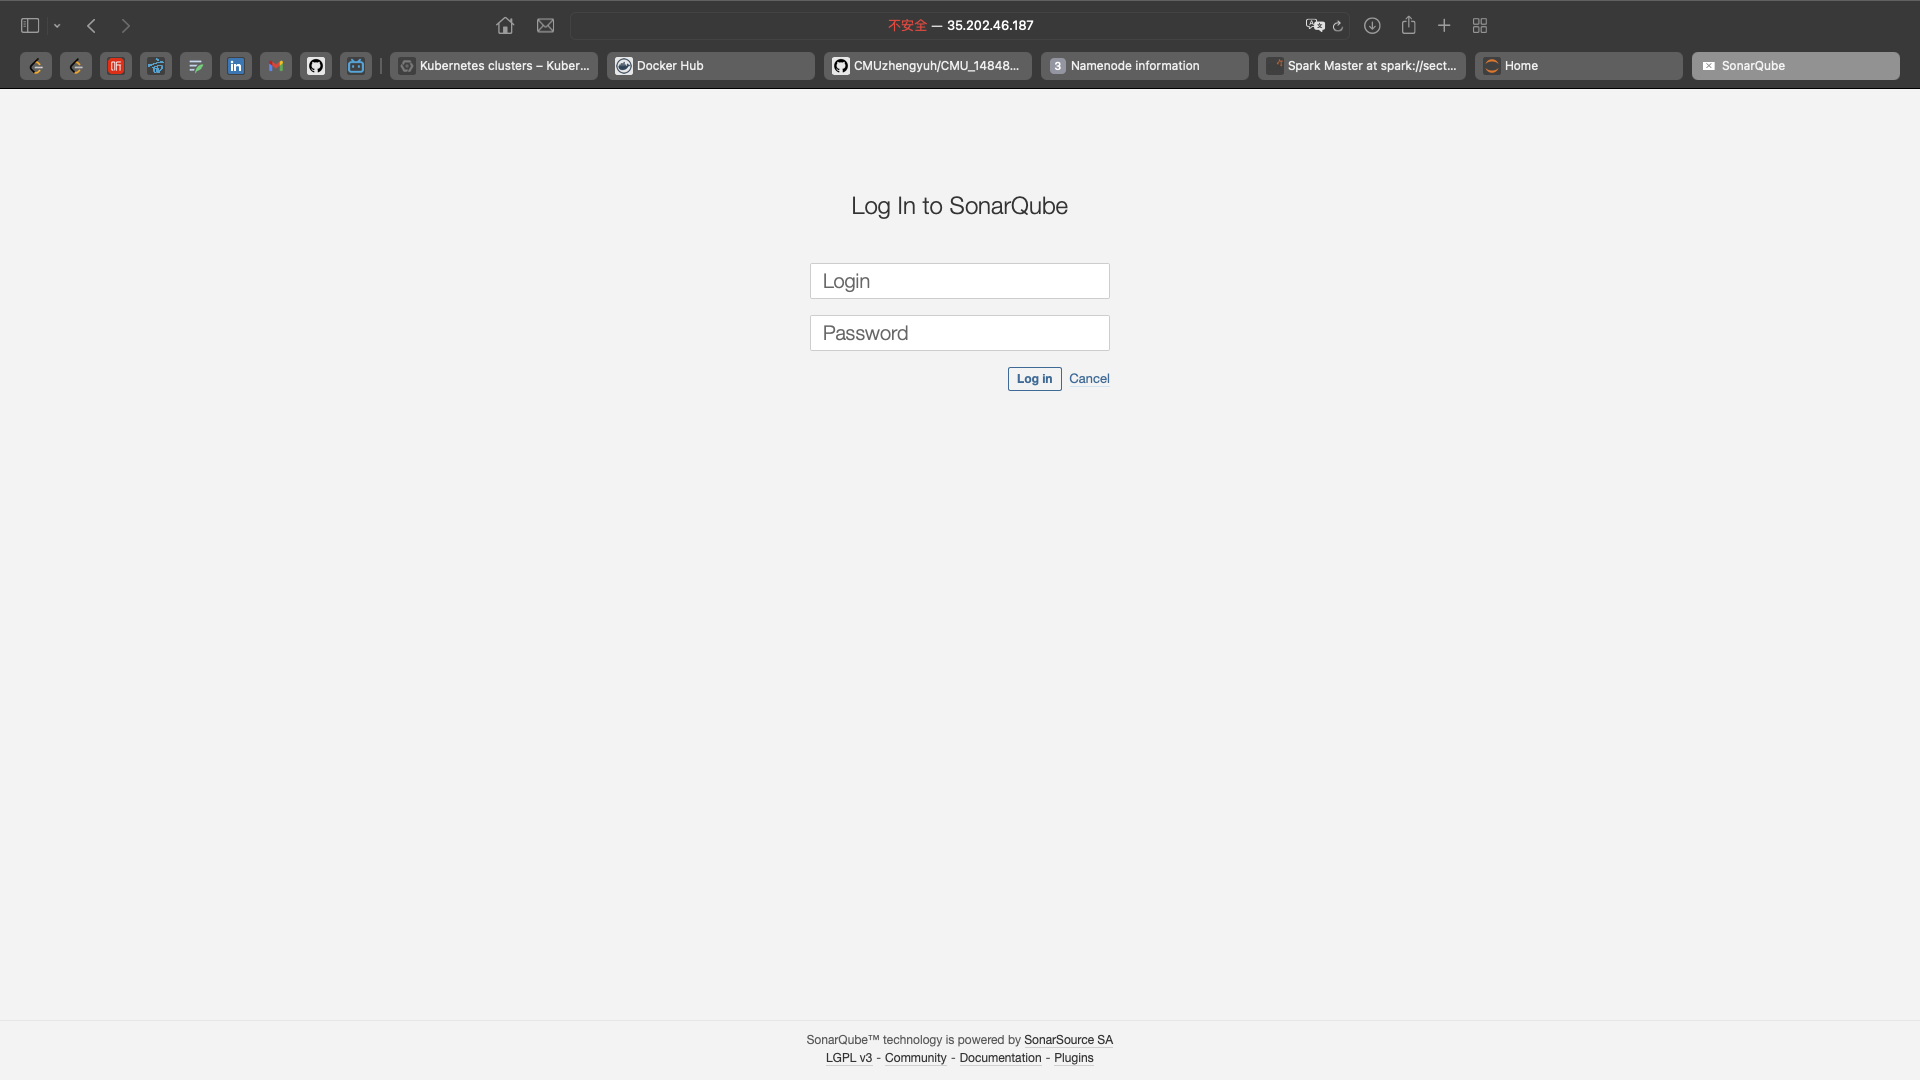 不安全 — 35.202.46.187
Kubernetes clusters – Kuber...
Docker Hub
CMUzhengyuh/CMU_14848...
3
Namenode information
Spark Master at spark://sect...
Home
SonarQube
Log In to SonarQube
Login
Password
Log in
Cancel
SonarQube™ technology is powered by SonarSource SA
LGPL v3 - Community - Documentation - Plugins